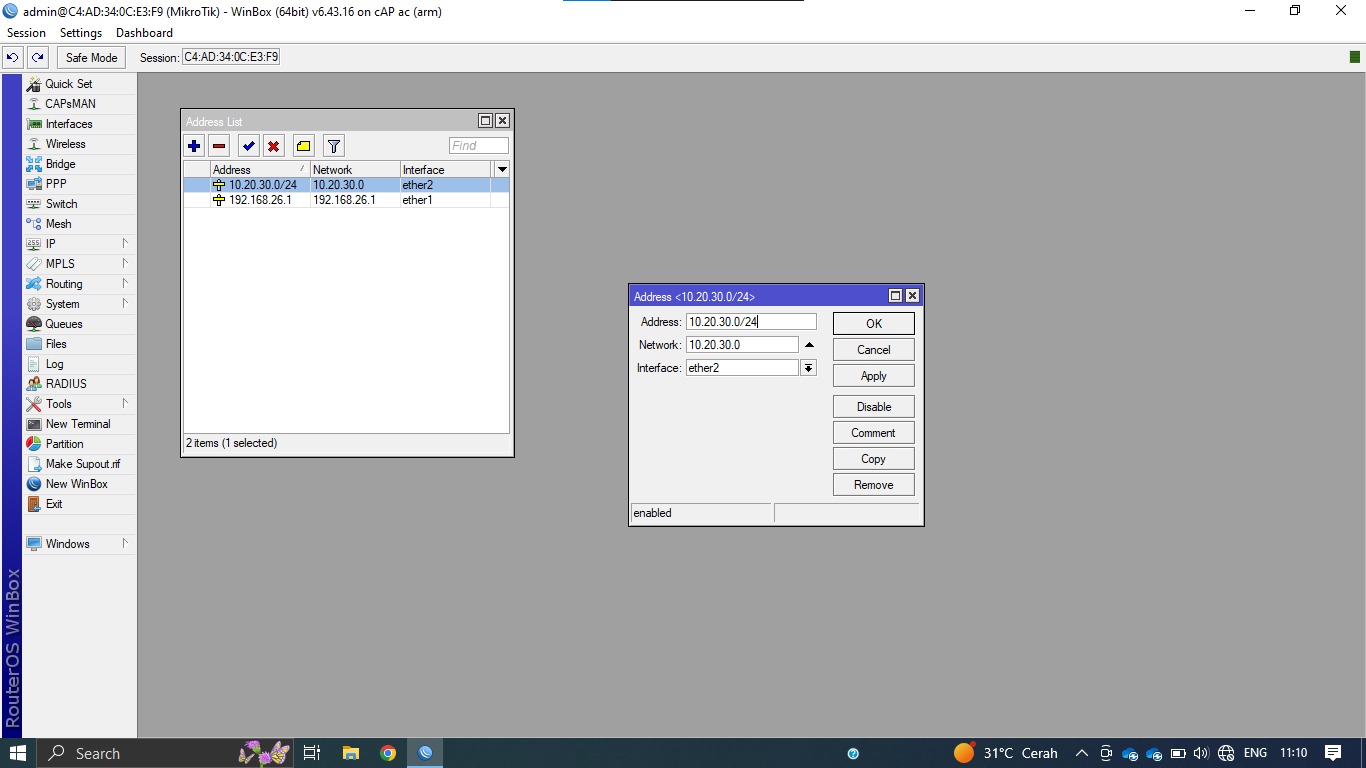 admin@C4:AD:34:0C:E3:F9 (MikroTik) - WinBox (64bit) v6.43.16 on cAP ac (arm)
Session Settings Dashboard
Safe Mode Session: C4:AD:34:0C:E3:F9
Quick Set
CAPsMAN
Interfaces
Wireless
Bridge
PPP
Switch
Mesh
IP
MPLS
Routing
System
Queues
Files
Log
RADIUS
Tools
New Terminal
Partition
Make Supout.rif
New WinBox
Exit
Windows
RouterOS WinBox
Address List
Find
Address Network Interface
10.20.30.0/24 10.20.30.0 ether2
192.168.26.1 192.168.26.1 ether1
2 items (1 selected)
Address <10.20.30.0/24>
Address: 10.20.30.0/24 OK
Network: 10.20.30.0 Cancel
Interface: ether2 Apply
Disable
Comment
Copy
Remove
enabled
Search 31°C Cerah ENG 11:10